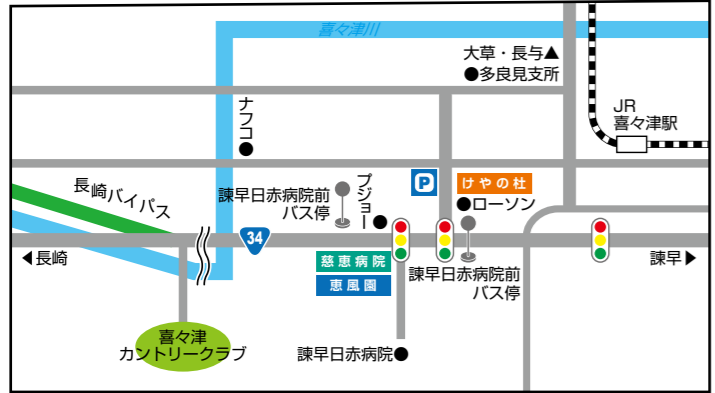 喜々津川
大草・長与▲
●多良見支所
JR
喜々津駅
ナフコ●
長崎バイパス
諫早日赤病院前
バス停
プジョー●
P
けやの杜
●ローソン
34
◀長崎
慈恵病院
恵風園
諫早日赤病院前
バス停
諫早▶
喜々津
カントリークラブ
諫早日赤病院●